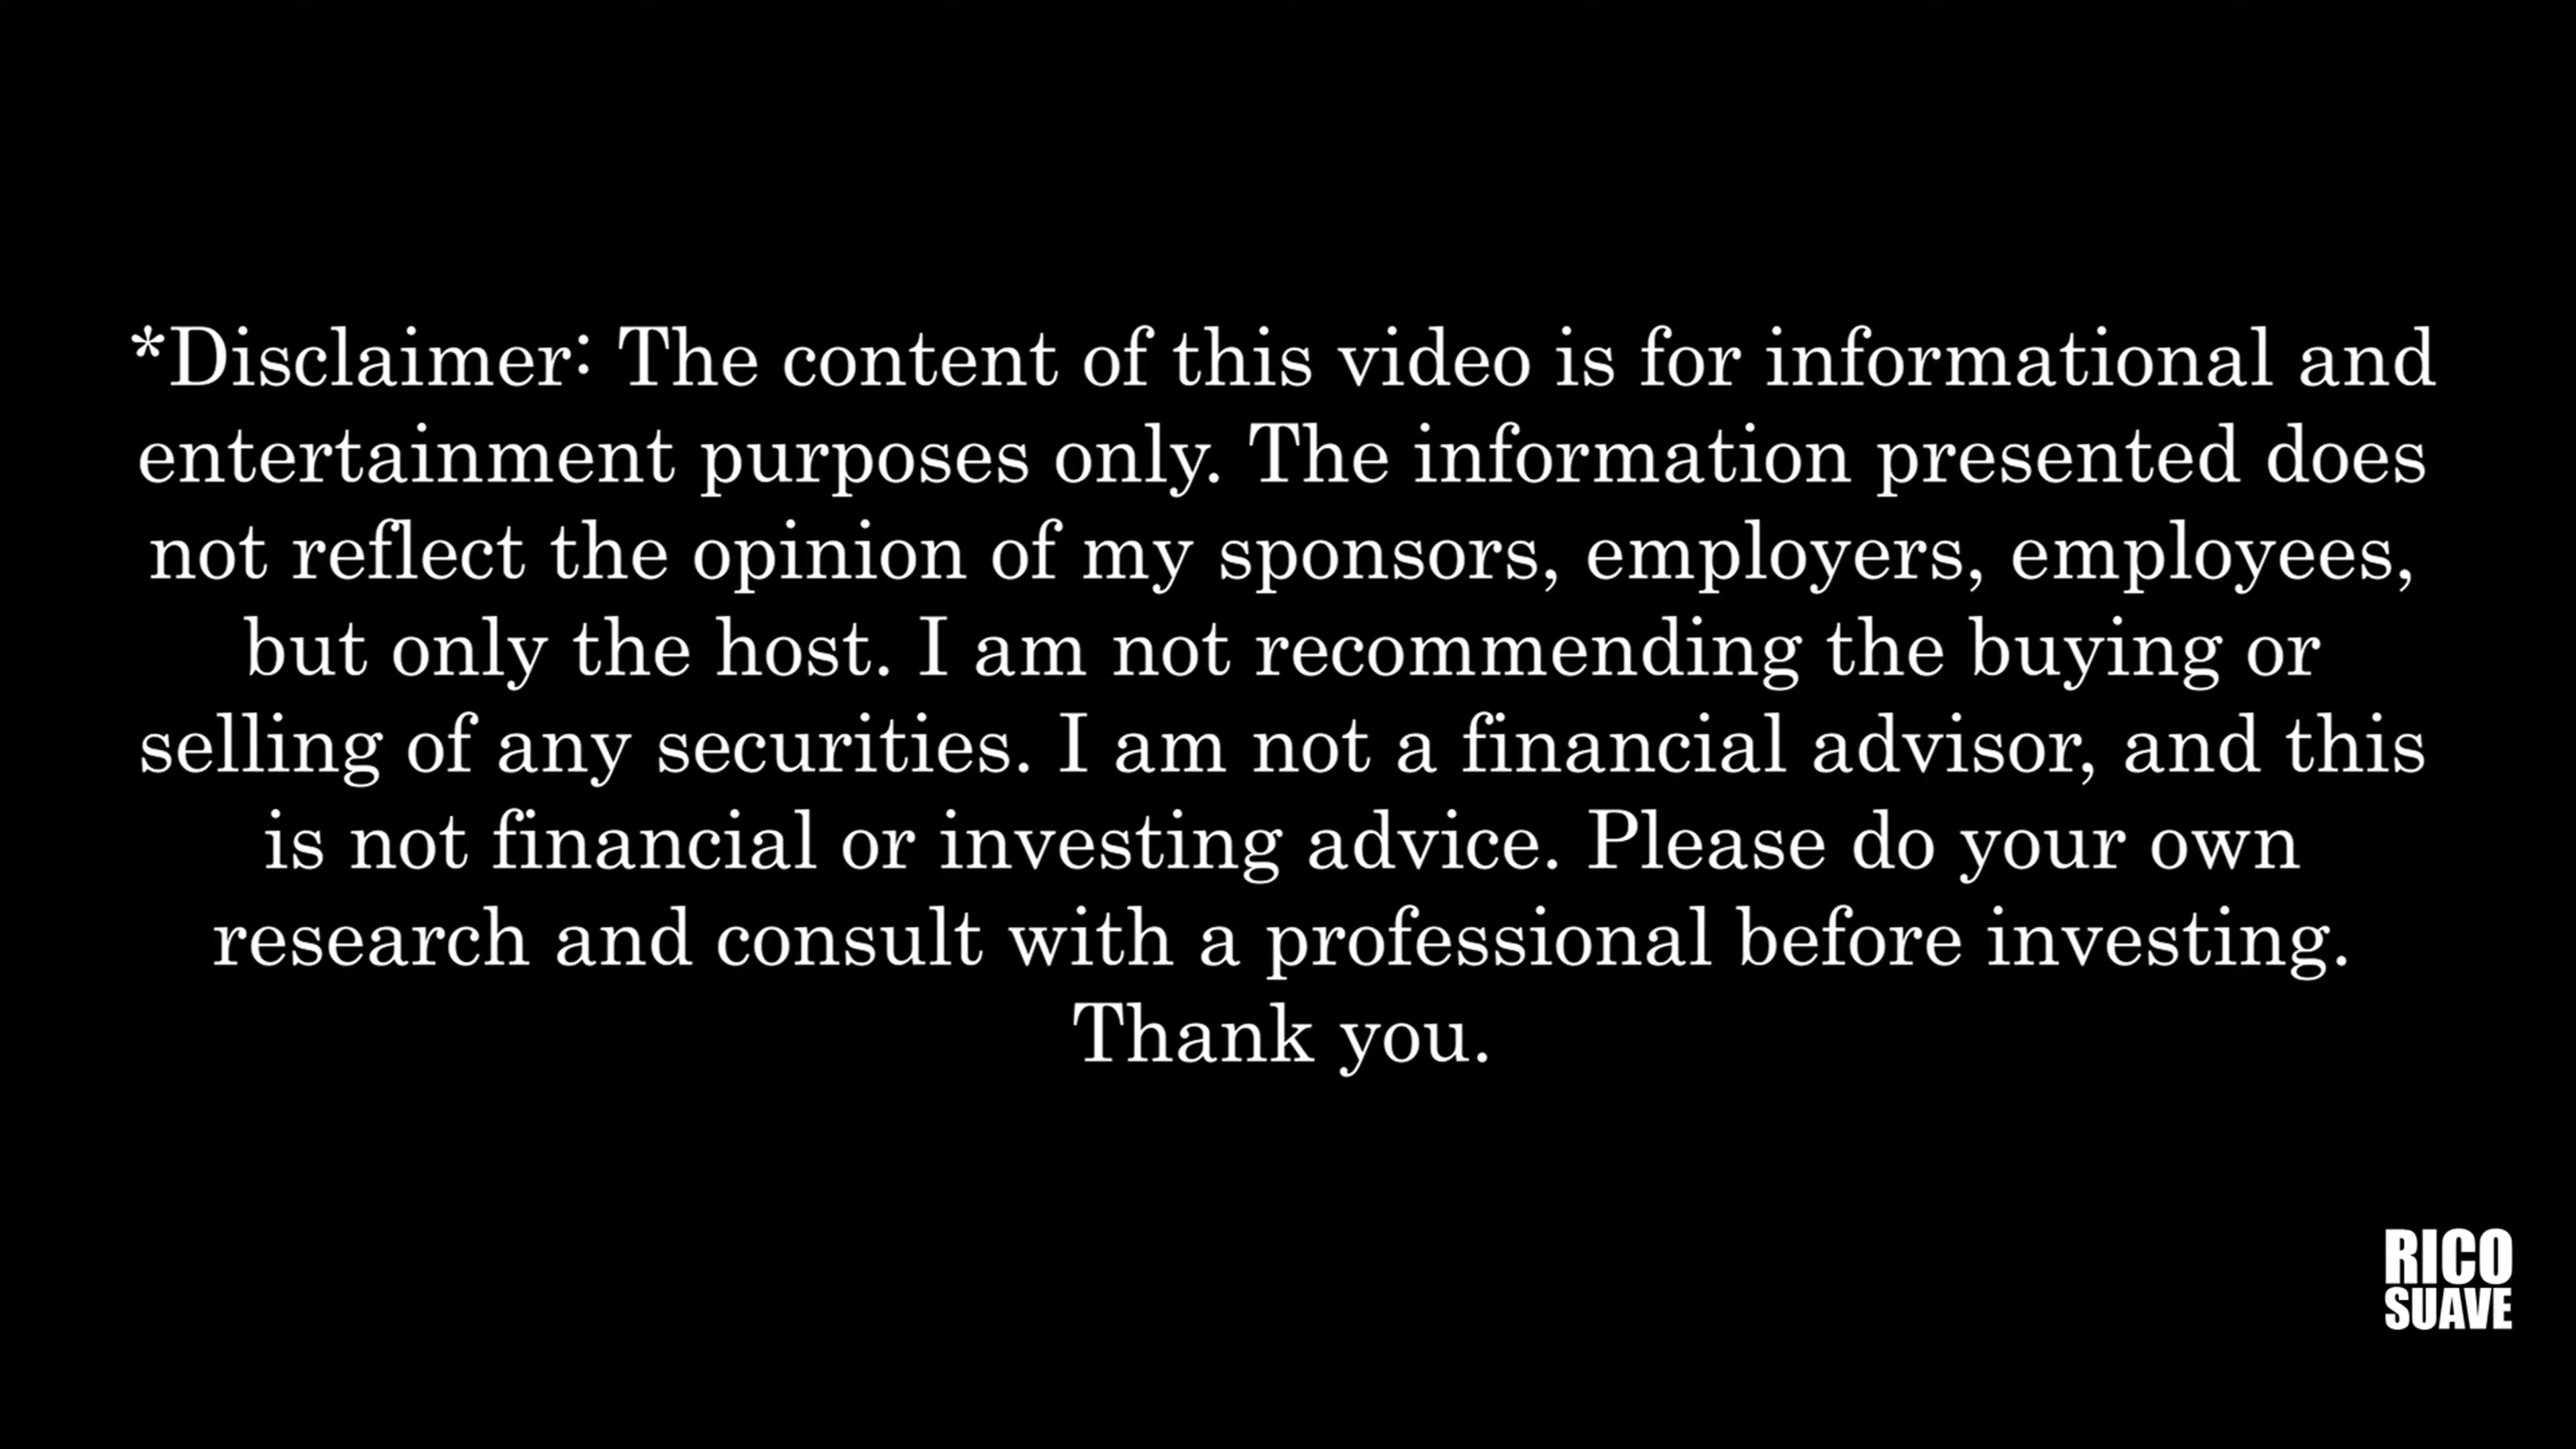 *Disclaimer: The content of this video is for informational and
entertainment purposes only. The information presented does
not reflect the opinion of my sponsors, employers, employees,
but only the host. I am not recommending the buying or
selling of any securities. I am not a financial advisor, and this
is not financial or investing advice. Please do your own
research and consult with a professional before investing.
Thank you.
RICO
SUAVE